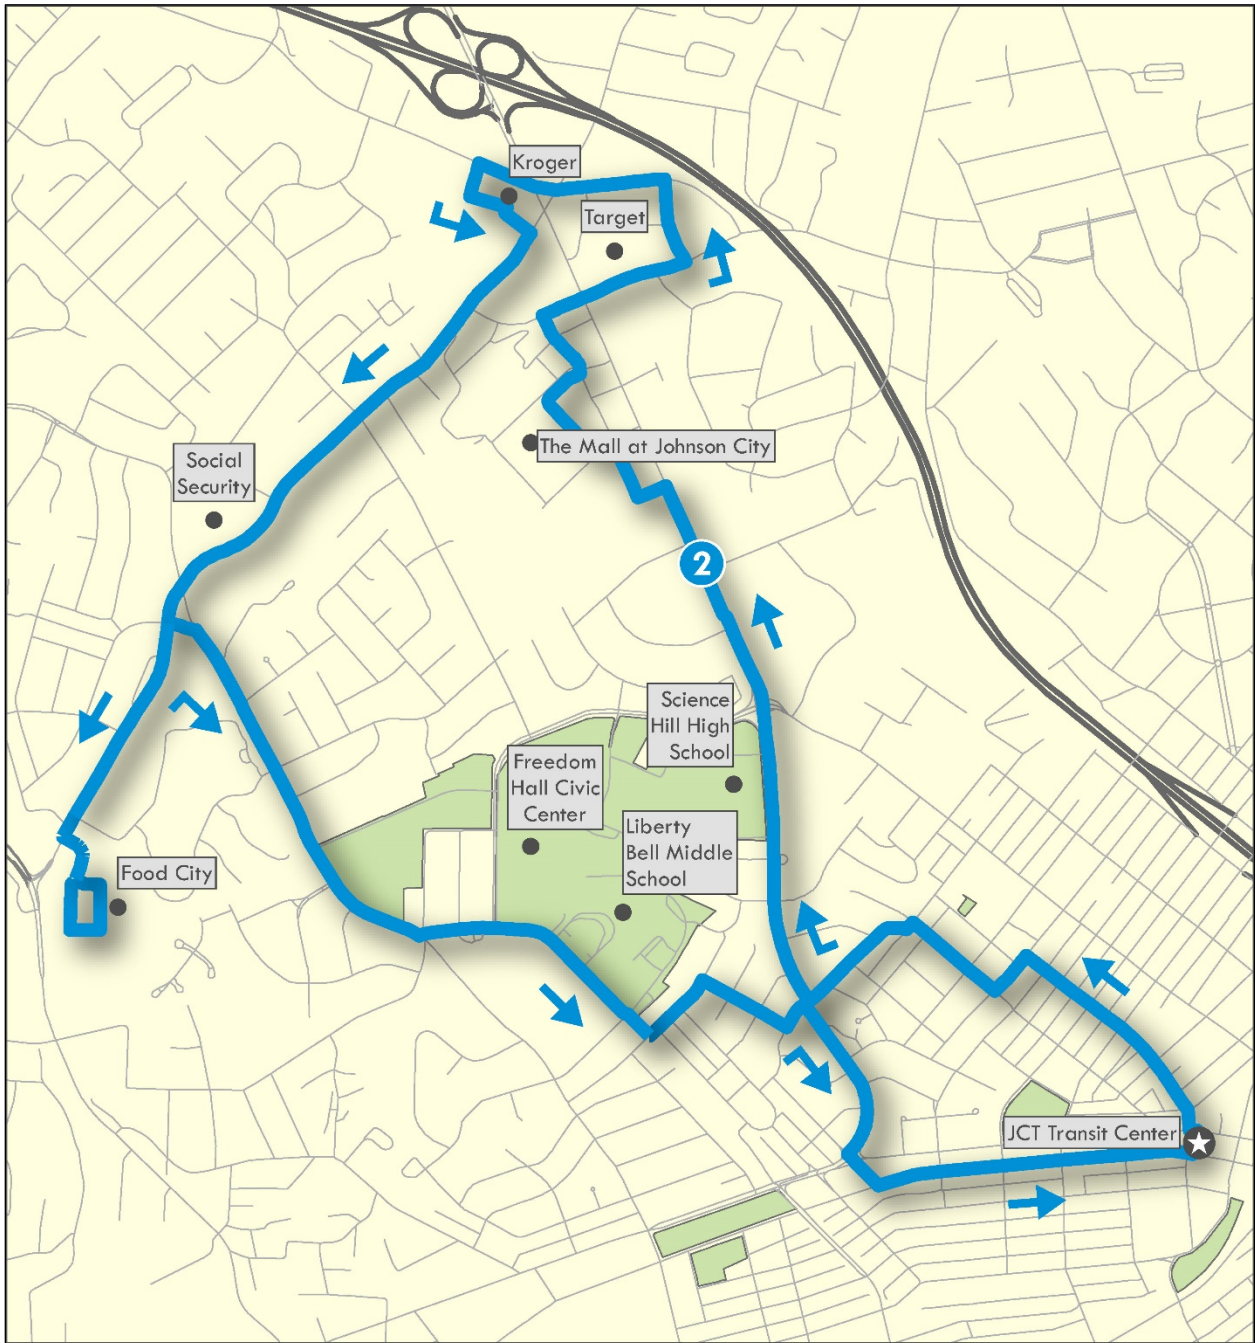 Kroger
Target
The Mall at Johnson City
Social
Security
2
Science
Hill High
School
Freedom
Hall Civic
Center
Liberty
Bell Middle
School
Food City
JCT Transit Center